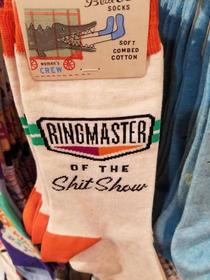 SOCKS
SOFT
COMBED
COTTON
WOMEN'S
CREW
RINGMASTER
OF THE
Shit Show